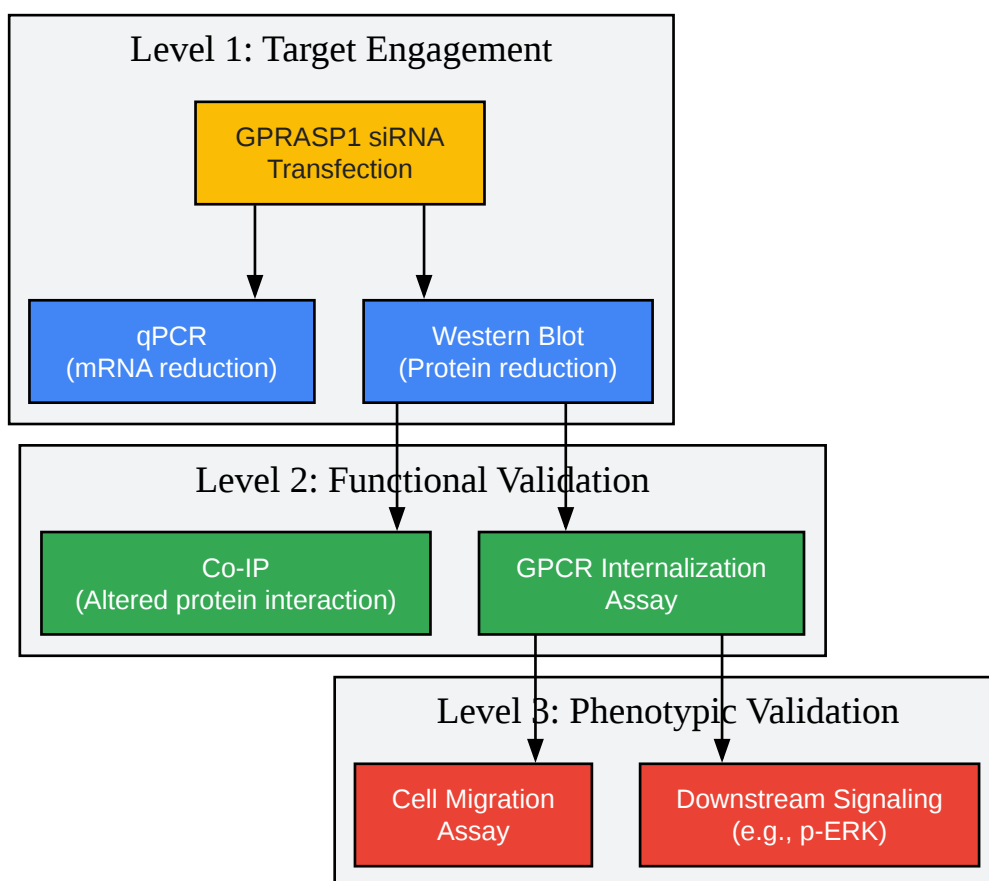 Level 1: Target Engagement
GPRASP1 siRNA
Transfection
qPCR
(mRNA reduction)
Western Blot
(Protein reduction)
Level 2: Functional Validation
Co-IP
(Altered protein interaction)
GPCR Internalization
Assay
Level 3: Phenotypic Validation
Cell Migration
Assay
Downstream Signaling
(e.g., p-ERK)